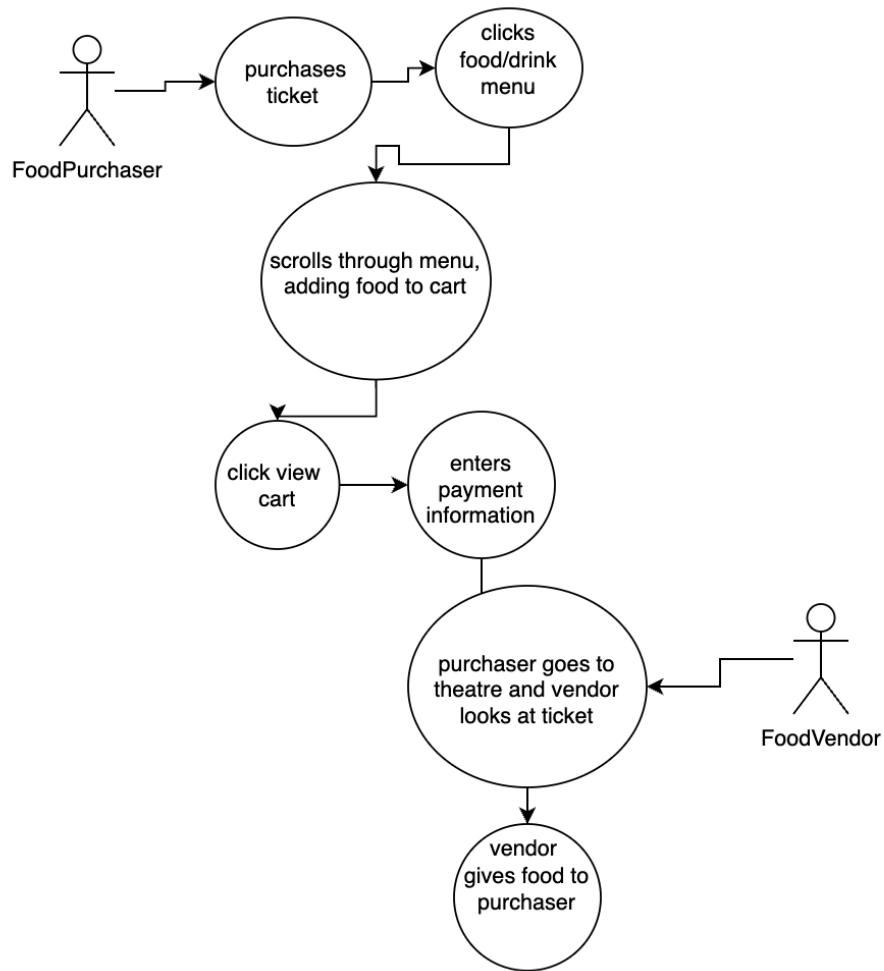 purchases
ticket
clicks
food/drink
menu
FoodPurchaser
scrolls through menu,
adding food to cart
click view
cart
enters
payment
information
purchaser goes to
theatre and vendor
looks at ticket
FoodVendor
vendor
gives food to
purchaser